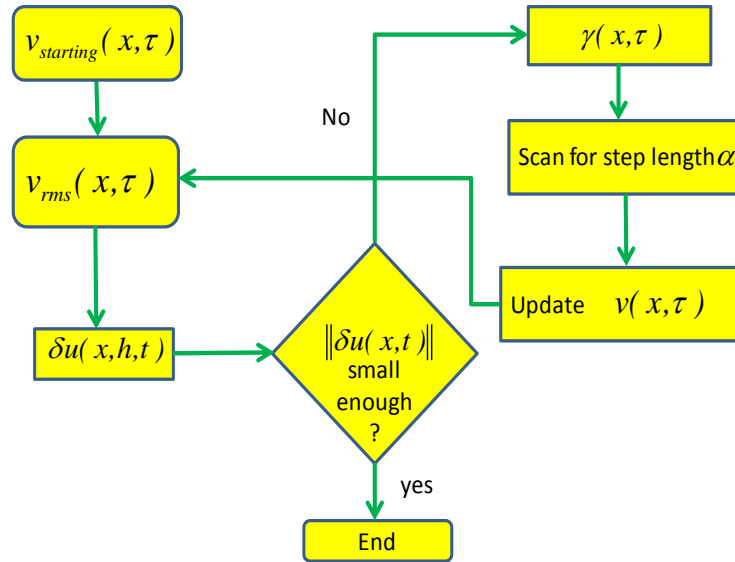 v_starting(x,τ)
v_rms(x,τ)
δu(x,h,t)
‖δu(x,t)‖
small
enough
?
No
yes
End
γ(x,τ)
Scan for step length α
Update v(x,τ)